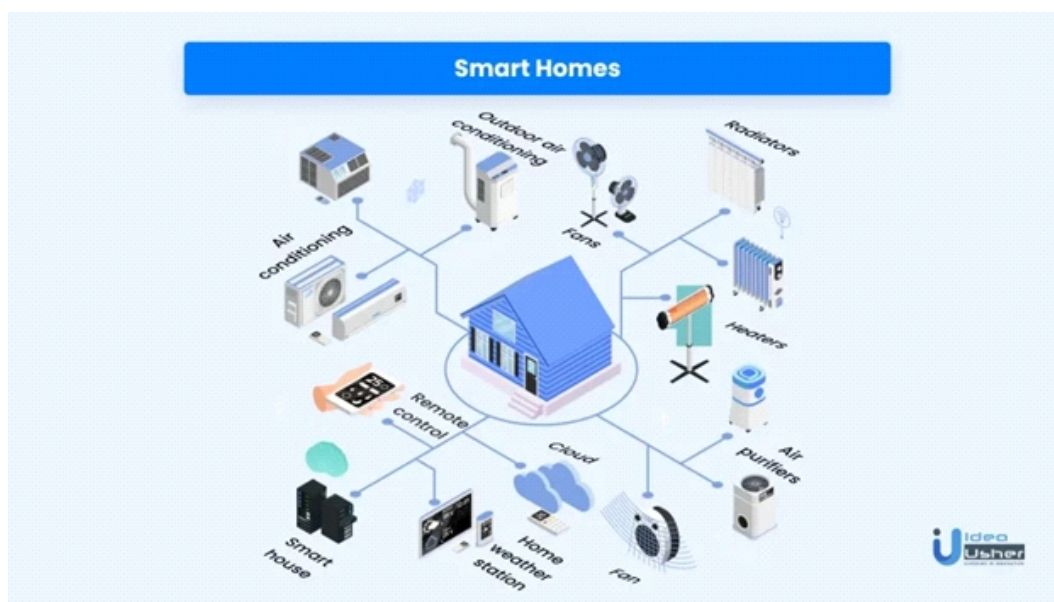 Smart Homes
Outdoor air
conditioning
Radiators
Air
conditioning
Fans
Heaters
Remote
control
Cloud
Air
purifiers
Smart
house
Home
weather
station
Fan
Idea
Usher